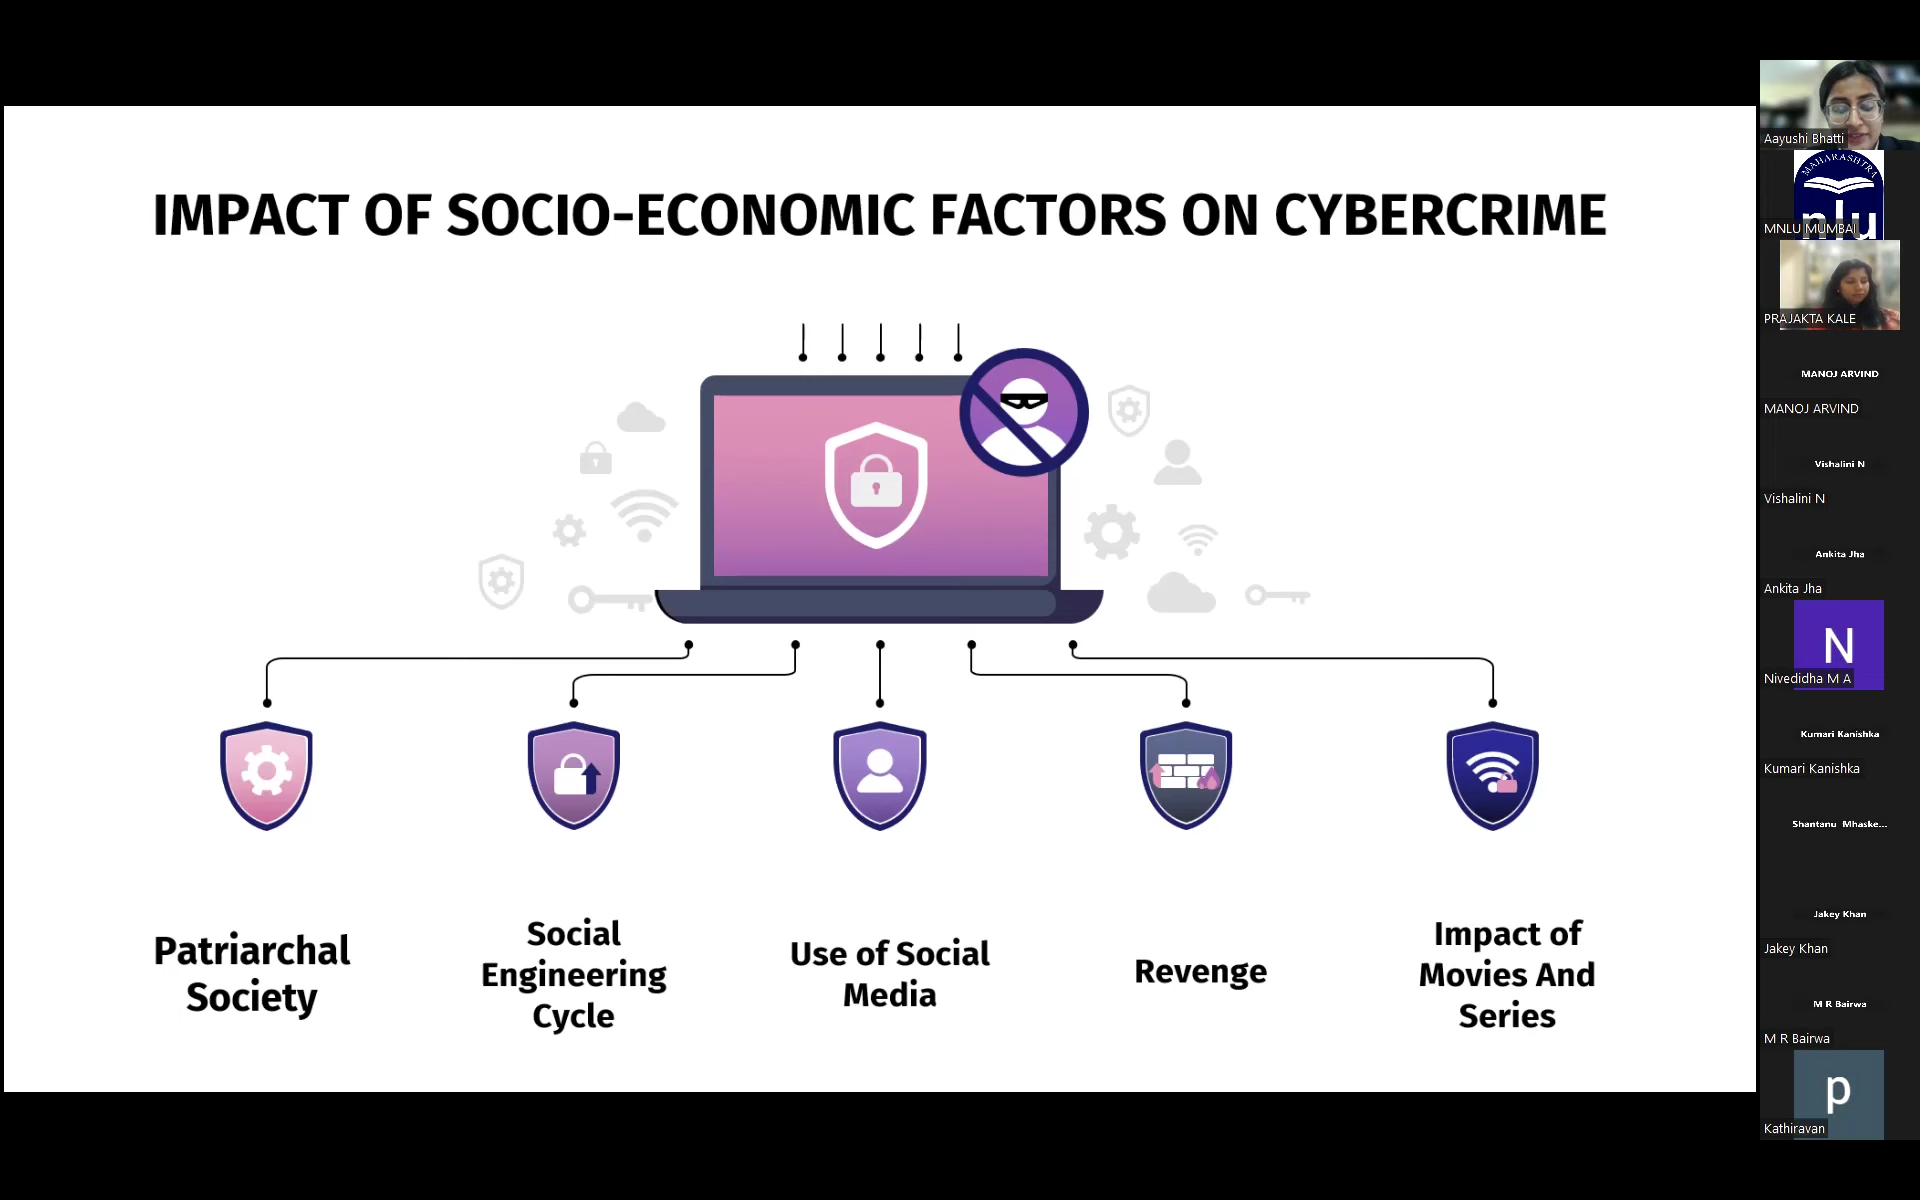 IMPACT OF SOCIO-ECONOMIC FACTORS ON CYBERCRIME
Patriarchal
Society
Social
Engineering
Cycle
Use of Social
Media
Revenge
Impact of
Movies And
Series
Aayushi Bhatti
MAHARASHTRA
nlu
MNLU MUMBAI
PRAJAKTA KALE
MANOJ ARVIND
MANOJ ARVIND
Vishalini N
Vishalini N
Ankita Jha
Ankita Jha
N
Nivedidha M A
Kumari Kanishka
Kumari Kanishka
Shantanu Mhaske...
Jakey Khan
Jakey Khan
M R Bairwa
M R Bairwa
p
Kathiravan